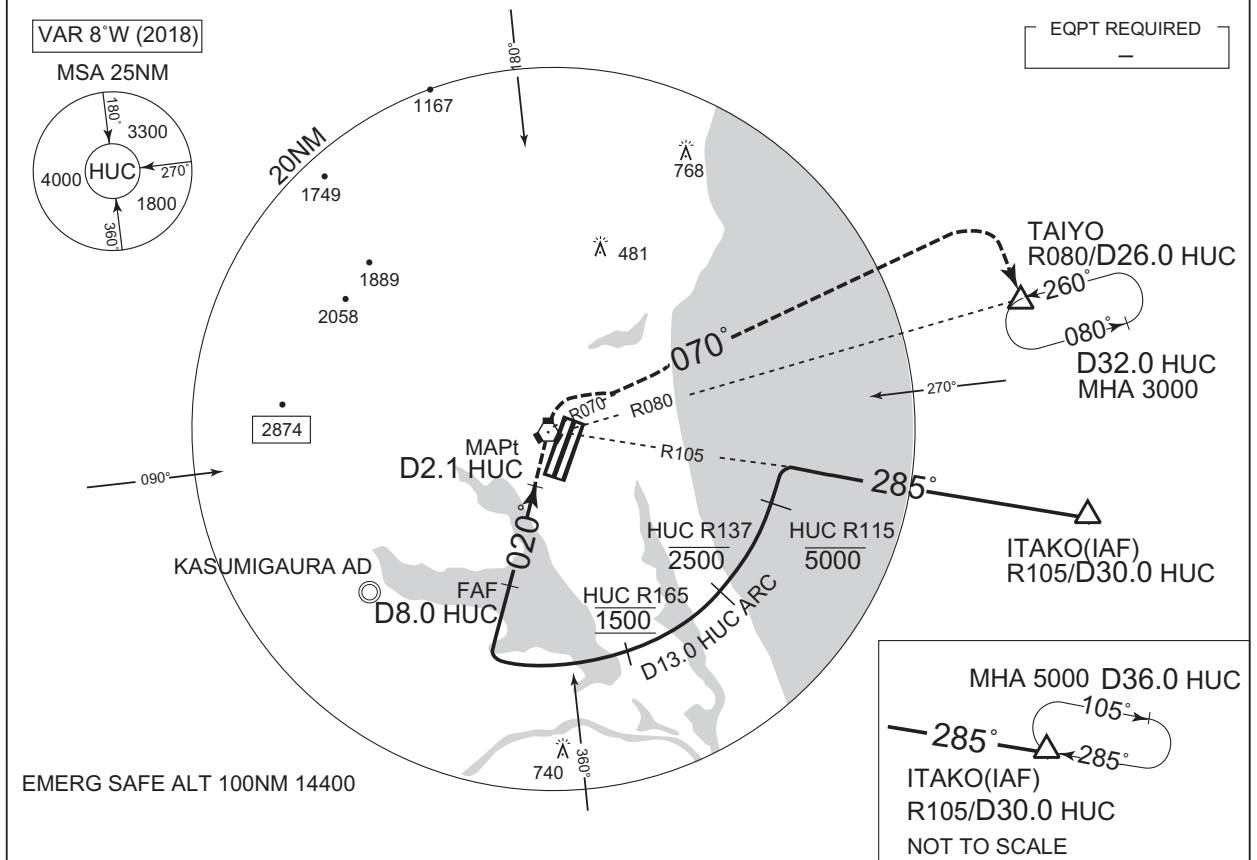 VAR 8˚W (2018)
MSA 25NM
180˚
3300
HUC
270˚
4000
1800
360˚
EQPT REQUIRED
–
180˚
1167
20NM
1749
768
481
1889
2058
TAIYO
R080/D26.0 HUC
260˚
080˚
D32.0 HUC
MHA 3000
070˚
270˚
R070
R080
2874
R105
MAPt
D2.1 HUC
090˚
285˚
020˚
HUC R137
2500
HUC R115
5000
ITAKO(IAF)
R105/D30.0 HUC
KASUMIGAURA AD
FAF
D8.0 HUC
HUC R165
1500
D13.0 HUC ARC
740
360˚
EMERG SAFE ALT 100NM 14400
MHA 5000 D36.0 HUC
105˚
285˚
285˚
ITAKO(IAF)
R105/D30.0 HUC
NOT TO SCALE